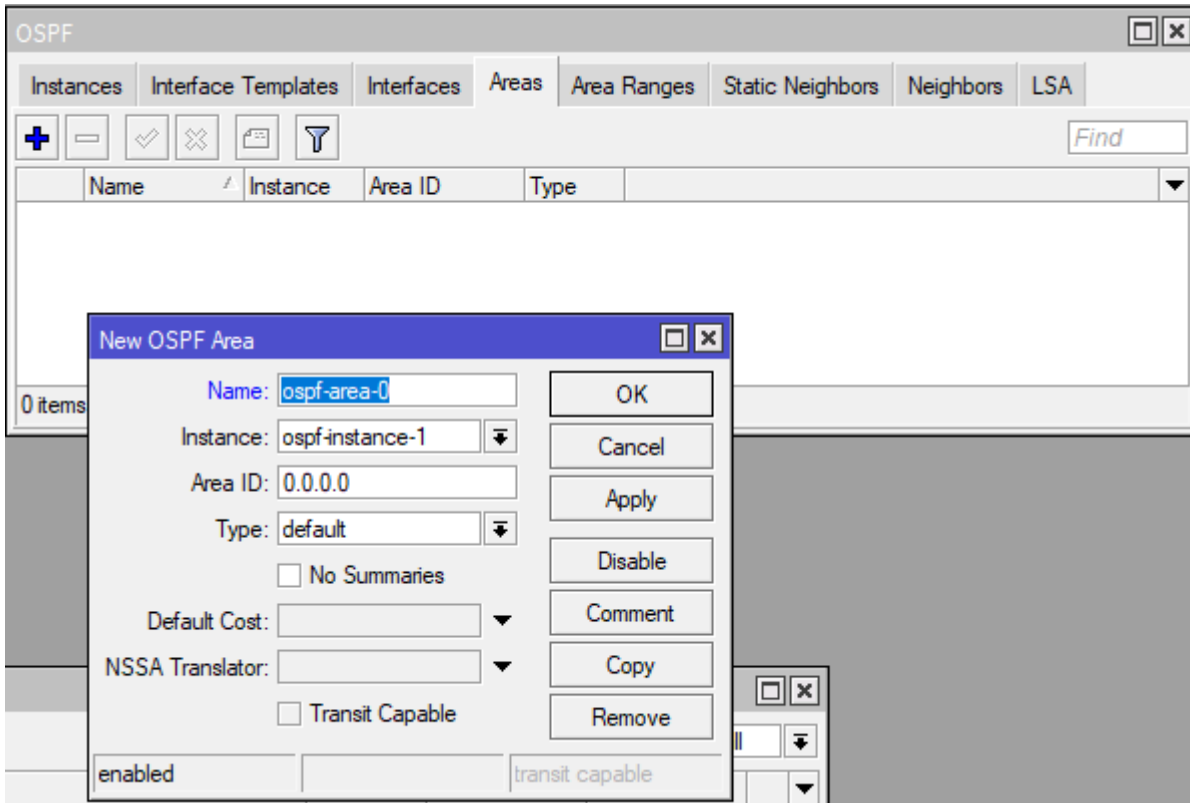 OSPF
Instances Interface Templates Interfaces Areas Area Ranges Static Neighbors Neighbors LSA
Find
Name Instance Area ID Type
0 items
New OSPF Area
Name: ospf-area-0
Instance: ospf-instance-1
Area ID: 0.0.0.0
Type: default
No Summaries
Default Cost:
NSSA Translator:
Transit Capable
OK
Cancel
Apply
Disable
Comment
Copy
Remove
enabled
transit capable